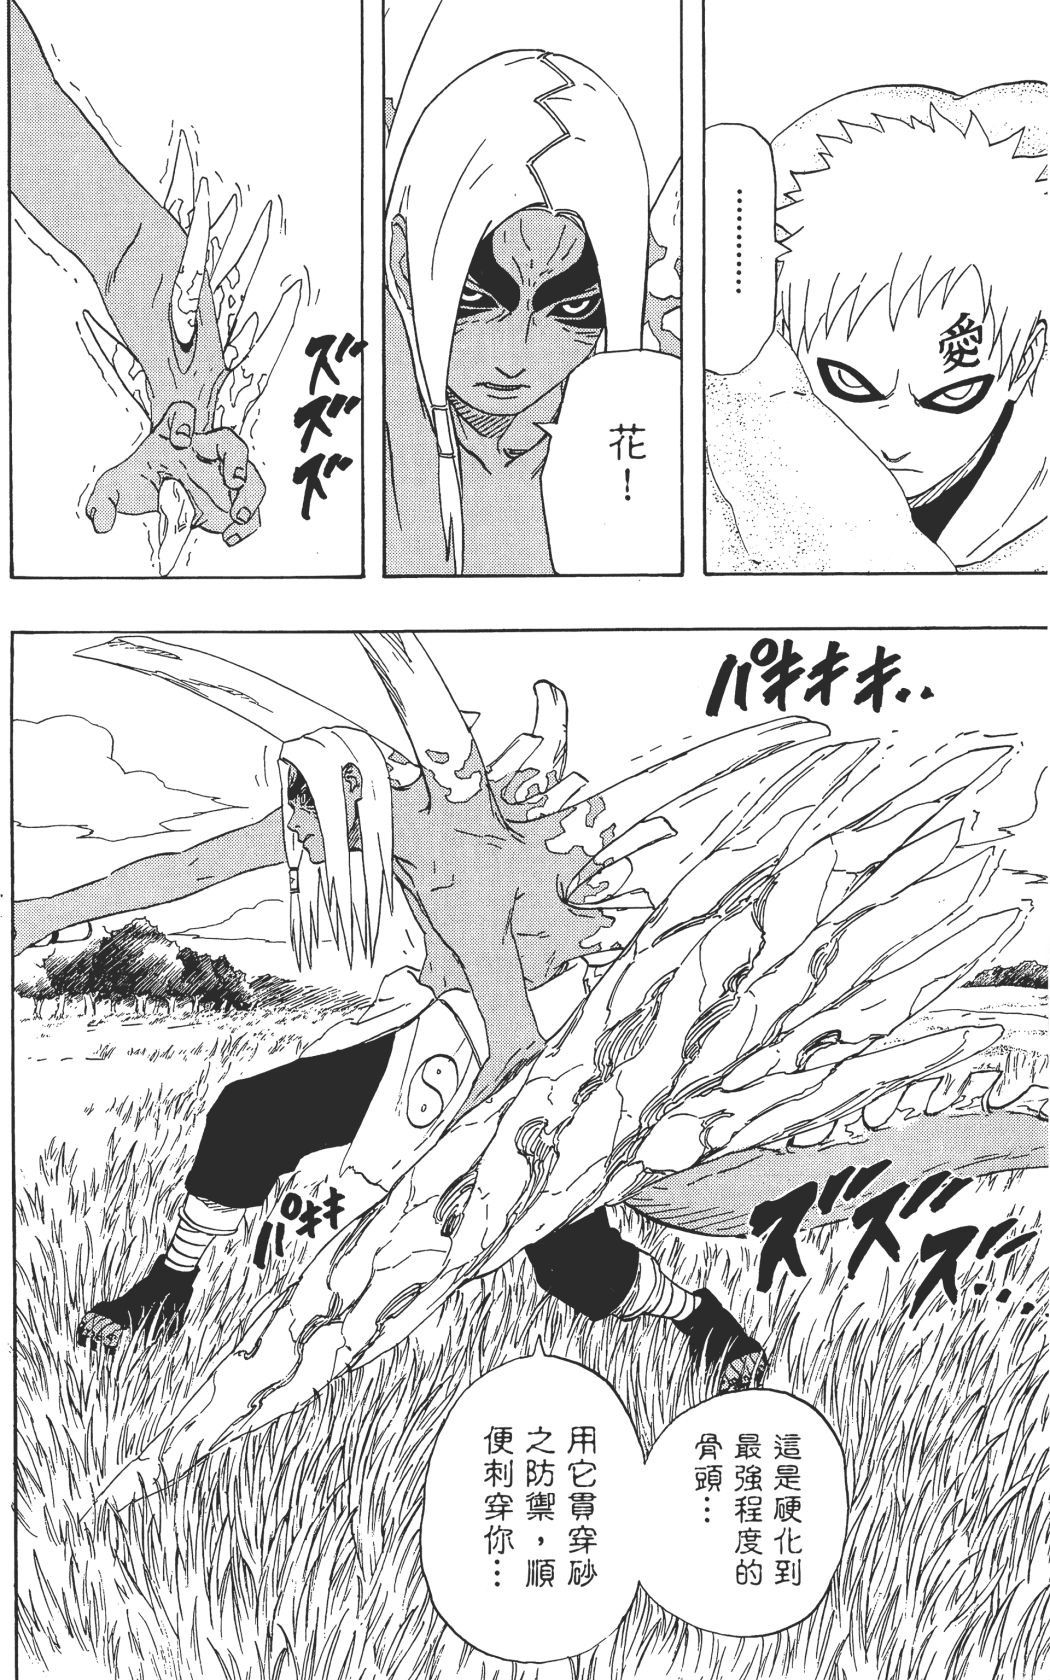 …………
愛
花！
ズズズ
パキキキ..
パキキ
ズズズ...
這是硬化到
最強程度的
骨頭…
用它貫穿砂
之防禦，順
便刺穿你…